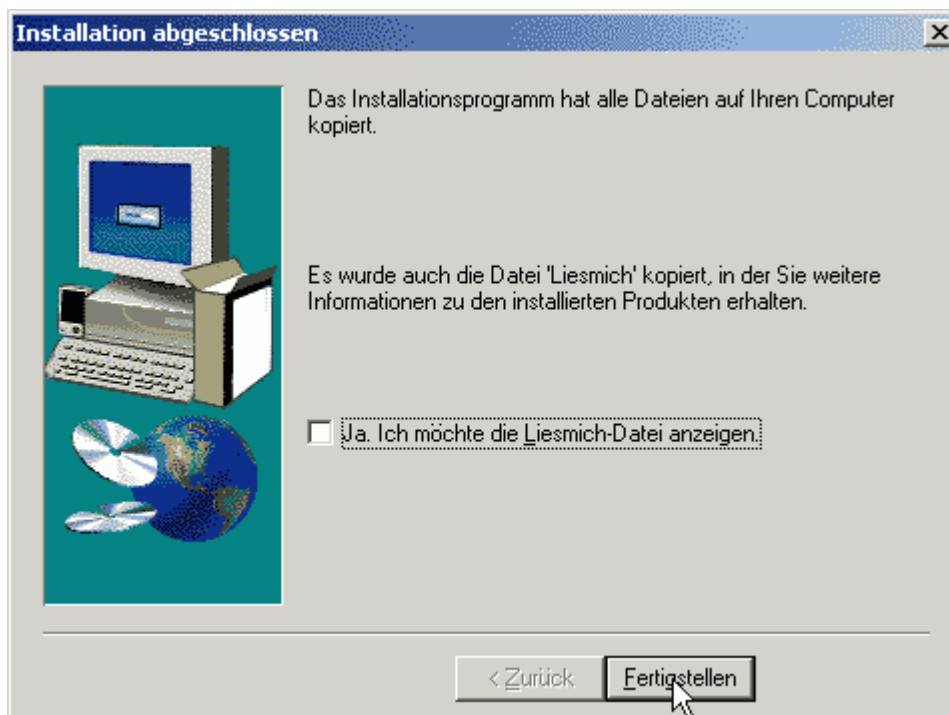 Installation abgeschlossen
Das Installationsprogramm hat alle Dateien auf Ihren Computer
kopiert.
Es wurde auch die Datei 'Liesmich' kopiert, in der Sie weitere
Informationen zu den installierten Produkten erhalten.
Ja. Ich möchte die Liesmich-Datei anzeigen.
< Zurück
Fertigstellen